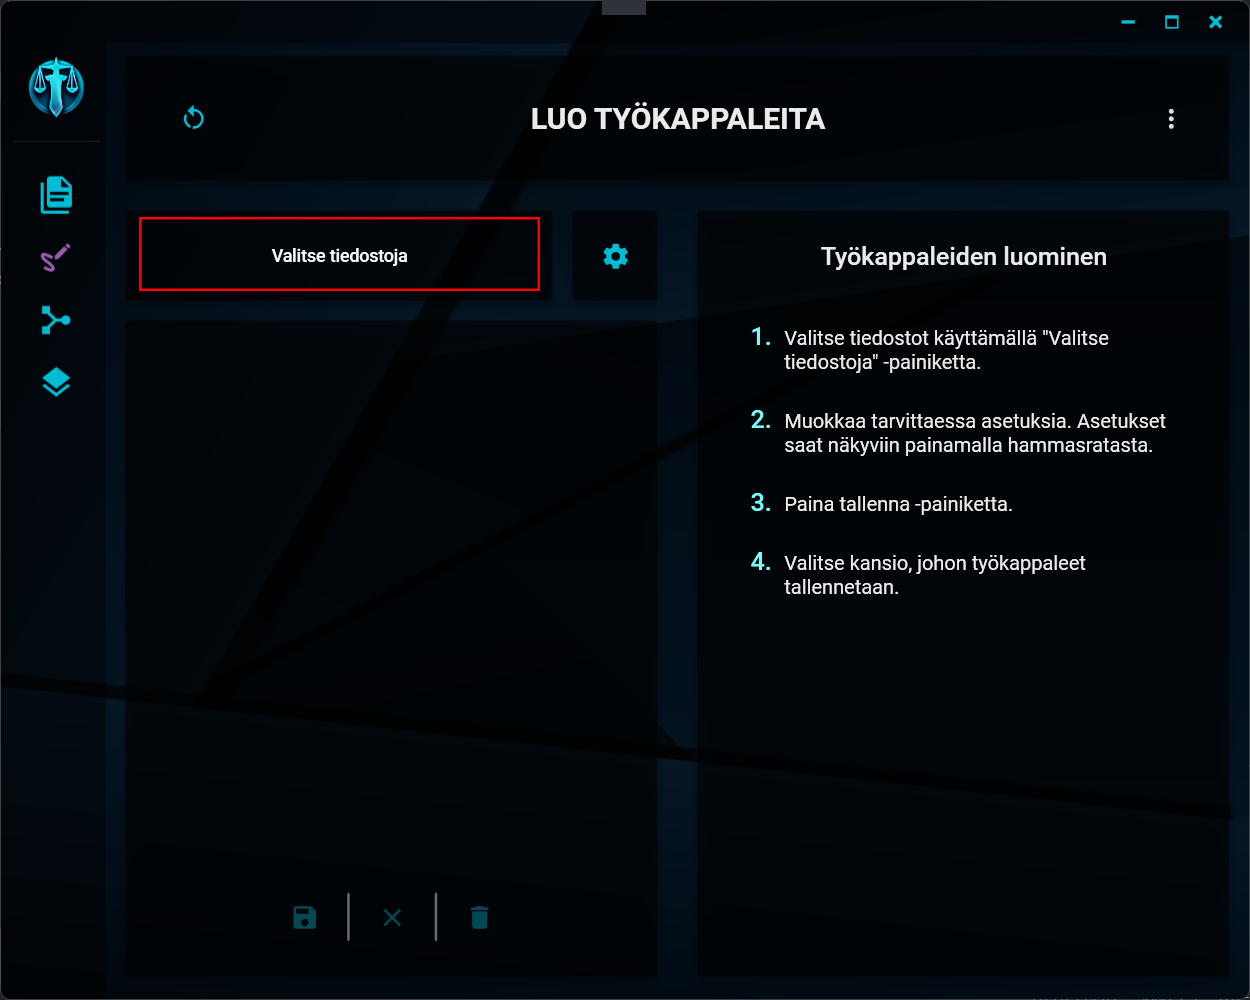 LUO TYÖKAPPALEITA
Valitse tiedostoja
Työkappaleiden luominen
1. Valitse tiedostot käyttämällä "Valitse
tiedostoja" -painiketta.
2. Muokkaa tarvittaessa asetuksia. Asetukset
saat näkyviin painamalla hammasratasta.
3. Paina tallenna -painiketta.
4. Valitse kansio, johon työkappaleet
tallennetaan.